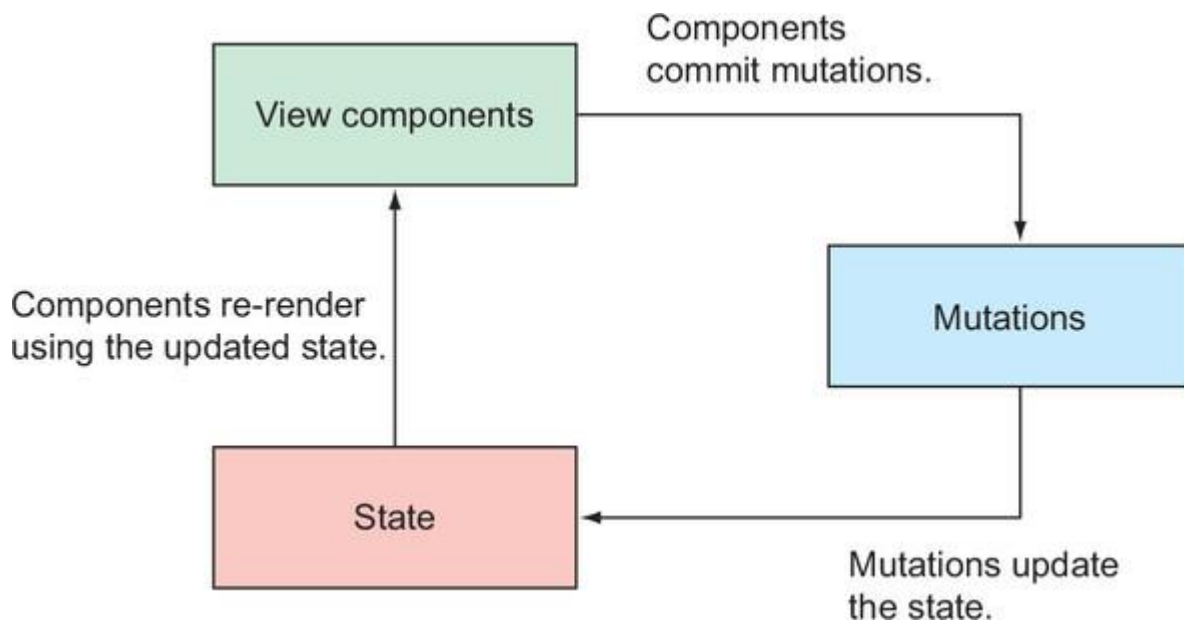 Components
commit mutations.
View components
Mutations
Components re-render
using the updated state.
State
Mutations update
the state.